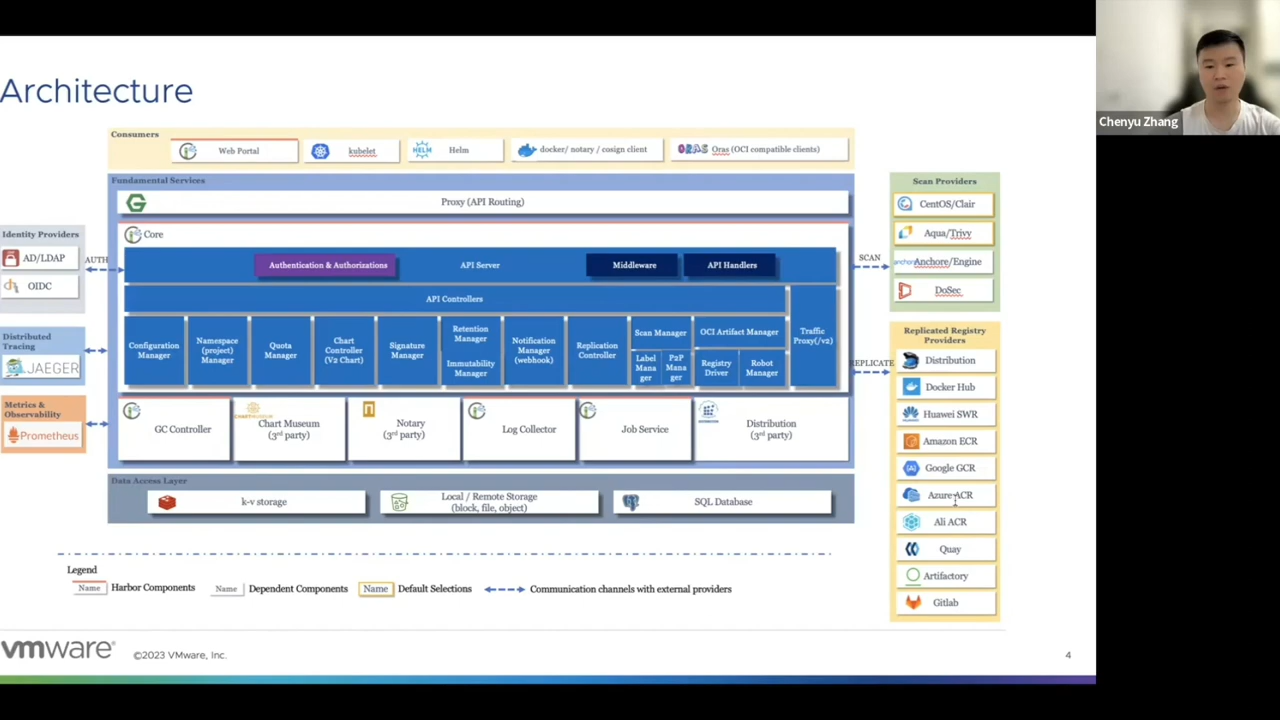 Architecture
Chenyu Zhang
Consumers
Web Portal
kubelet
HELM
Helm
docker/ notary / cosign client
ORAS
Oras (OCI compatible clients)
Fundamental Services
Proxy (API Routing)
Core
Authentication & Authorizations
API Server
Middleware
API Handlers
API Controllers
Configuration
Manager
Namespace
(project)
Manager
Quota
Manager
Chart
Controller
(V2 Chart)
Signature
Manager
Retention
Manager
Immutability
Manager
Notification
Manager
(webhook)
Replication
Controller
Scan Manager
Label
Mana
ger
P2P
Mana
ger
OCI Artifact Manager
Registry
Driver
Robot
Manager
Traffic
Proxy(/v2)
GC Controller
CHARTMUSEUM
Chart Museum
(3rd party)
Notary
(3rd party)
Log Collector
Job Service
Distribution
(3rd party)
Data Access Layer
k-v storage
Local / Remote Storage
(block, file, object)
SQL Database
Identity Providers
AD/LDAP
OIDC
AUTH
Distributed
Tracing
JAEGER
Metrics &
Observability
Prometheus
SCAN
REPLICATE
Scan Providers
CentOS/Clair
Aqua/Trivy
anchore
Anchore/Engine
DoSec
Replicated Registry
Providers
Distribution
Docker Hub
Huawei SWR
Amazon ECR
Google GCR
Azure ACR
Ali ACR
Quay
Artifactory
Gitlab
Legend
Name
Harbor Components
Name
Dependent Components
Name
Default Selections
Communication channels with external providers
vmware®
©2023 VMware, Inc.
4